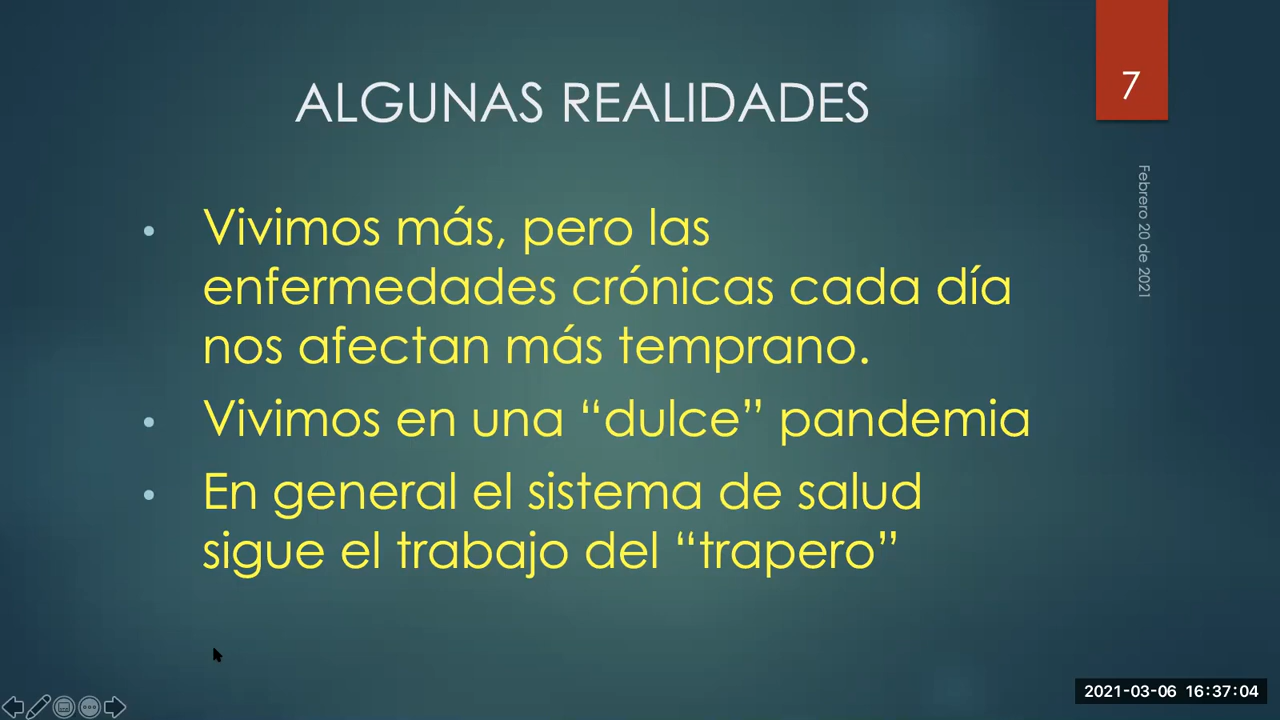 ALGUNAS REALIDADES
7
Febrero 20 de 2021
• Vivimos más, pero las
enfermedades crónicas cada día
nos afectan más temprano.
• Vivimos en una “dulce” pandemia
• En general el sistema de salud
sigue el trabajo del “trapero”
2021-03-06 16:37:04